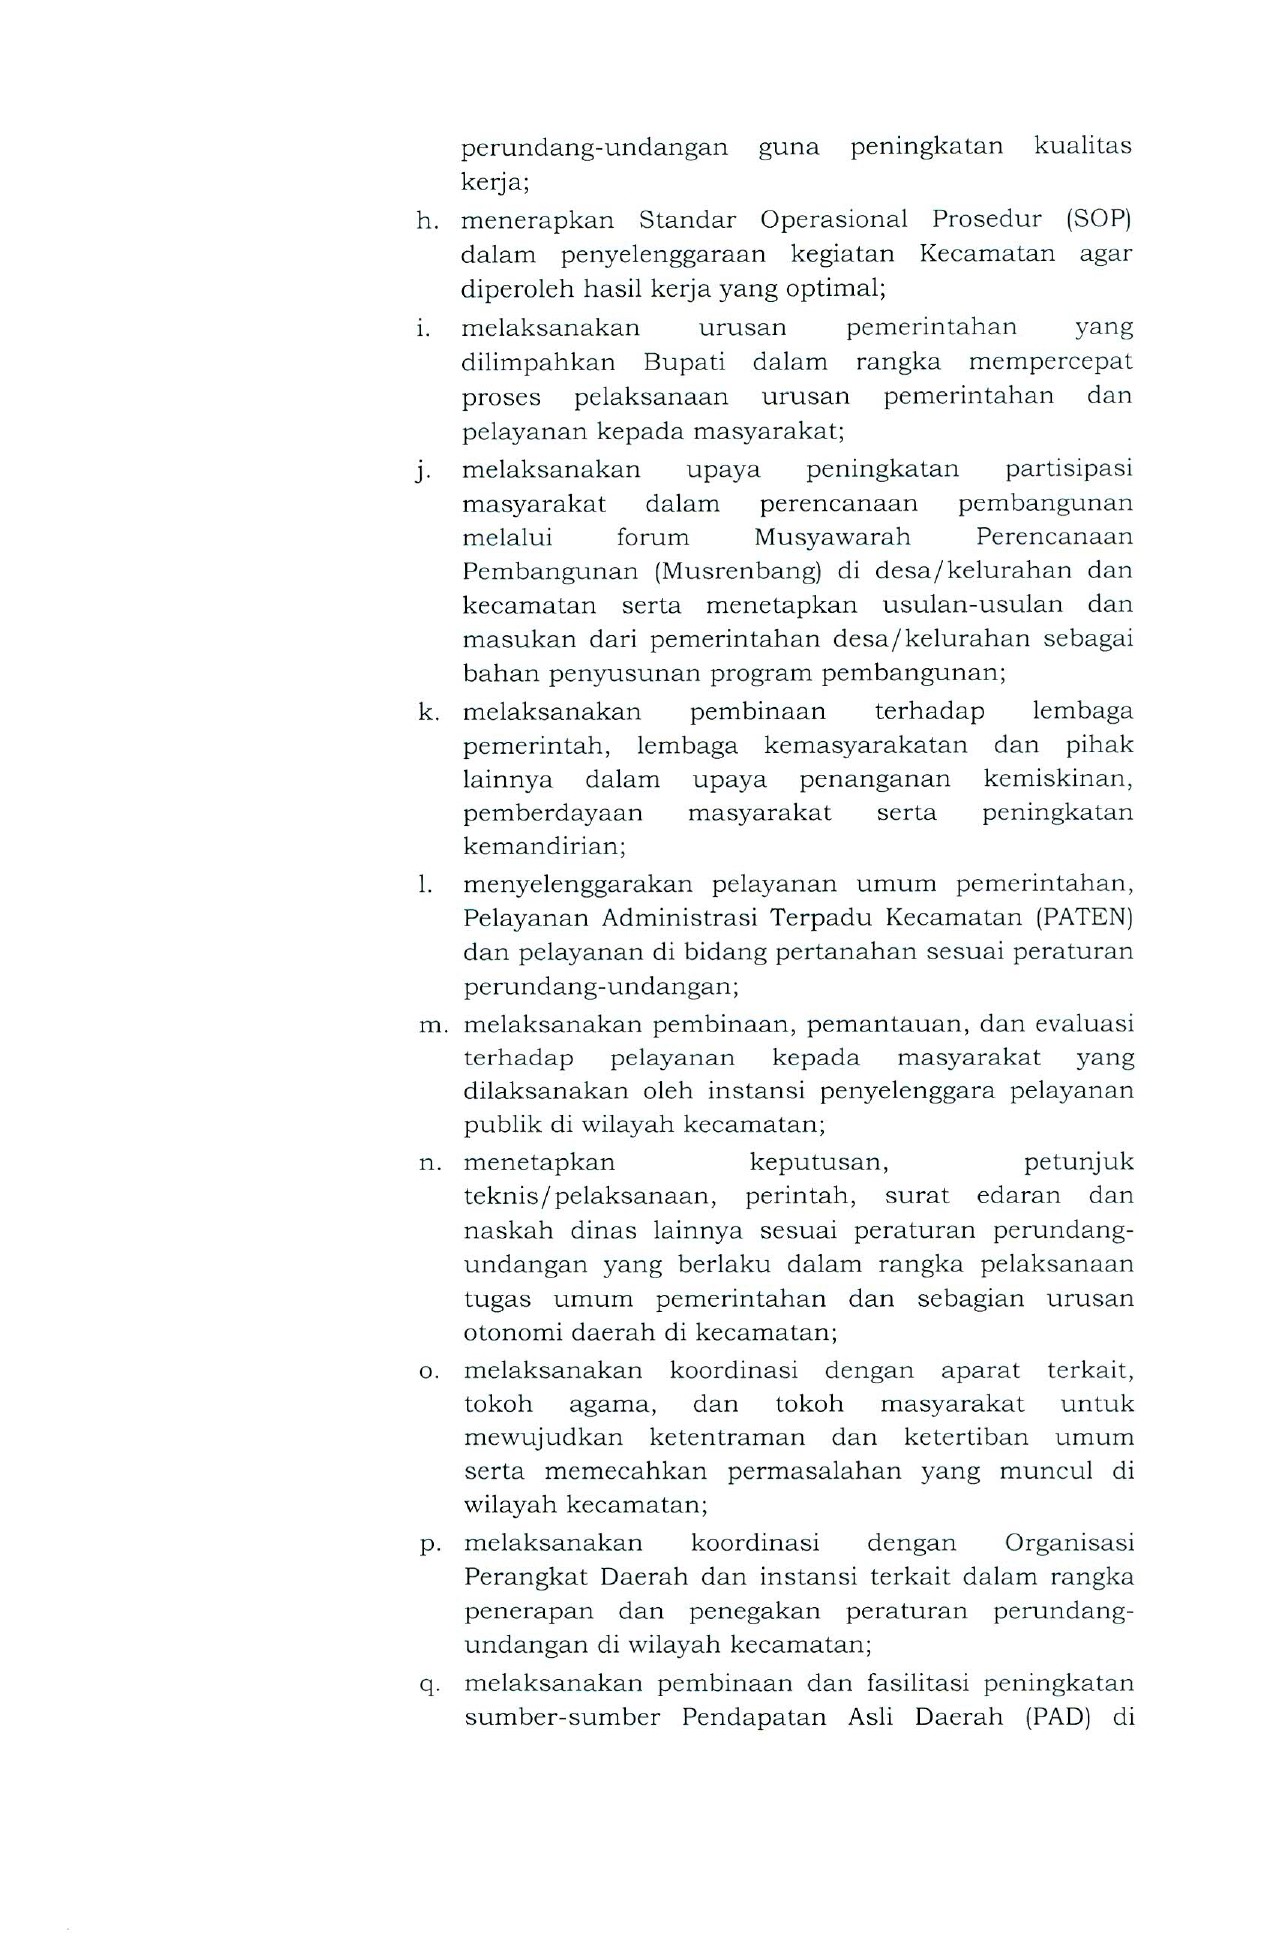 perundang-undangan guna peningkatan kualitas
kerja;
h. menerapkan Standar Operasional Prosedur (SOP)
dalam penyelenggaraan kegiatan Kecamatan agar
diperoleh hasil kerja yang optimal;
i. melaksanakan urusan pemerintahan yang
dilimpahkan Bupati dalam rangka mempercepat
proses pelaksanaan urusan pemerintahan dan
pelayanan kepada masyarakat;
j. melaksanakan upaya peningkatan partisipasi
masyarakat dalam perencanaan pembangunan
melalui forum Musyawarah Perencanaan
Pembangunan (Musrenbang) di desa/kelurahan dan
kecamatan serta menetapkan usulan-usulan dan
masukan dari pemerintahan desa/kelurahan sebagai
bahan penyusunan program pembangunan;
k. melaksanakan pembinaan terhadap lembaga
pemerintah, lembaga kemasyarakatan dan pihak
lainnya dalam upaya penanganan kemiskinan,
pemberdayaan masyarakat serta peningkatan
kemandirian;
l. menyelenggarakan pelayanan umum pemerintahan,
Pelayanan Administrasi Terpadu Kecamatan (PATEN)
dan pelayanan di bidang pertanahan sesuai peraturan
perundang-undangan;
m. melaksanakan pembinaan, pemantauan, dan evaluasi
terhadap pelayanan kepada masyarakat yang
dilaksanakan oleh instansi penyelenggara pelayanan
publik di wilayah kecamatan;
n. menetapkan keputusan, petunjuk
teknis/pelaksanaan, perintah, surat edaran dan
naskah dinas lainnya sesuai peraturan perundang-
undangan yang berlaku dalam rangka pelaksanaan
tugas umum pemerintahan dan sebagian urusan
otonomi daerah di kecamatan;
o. melaksanakan koordinasi dengan aparat terkait,
tokoh agama, dan tokoh masyarakat untuk
mewujudkan ketentraman dan ketertiban umum
serta memecahkan permasalahan yang muncul di
wilayah kecamatan;
p. melaksanakan koordinasi dengan Organisasi
Perangkat Daerah dan instansi terkait dalam rangka
penerapan dan penegakan peraturan perundang-
undangan di wilayah kecamatan;
q. melaksanakan pembinaan dan fasilitasi peningkatan
sumber-sumber Pendapatan Asli Daerah (PAD) di